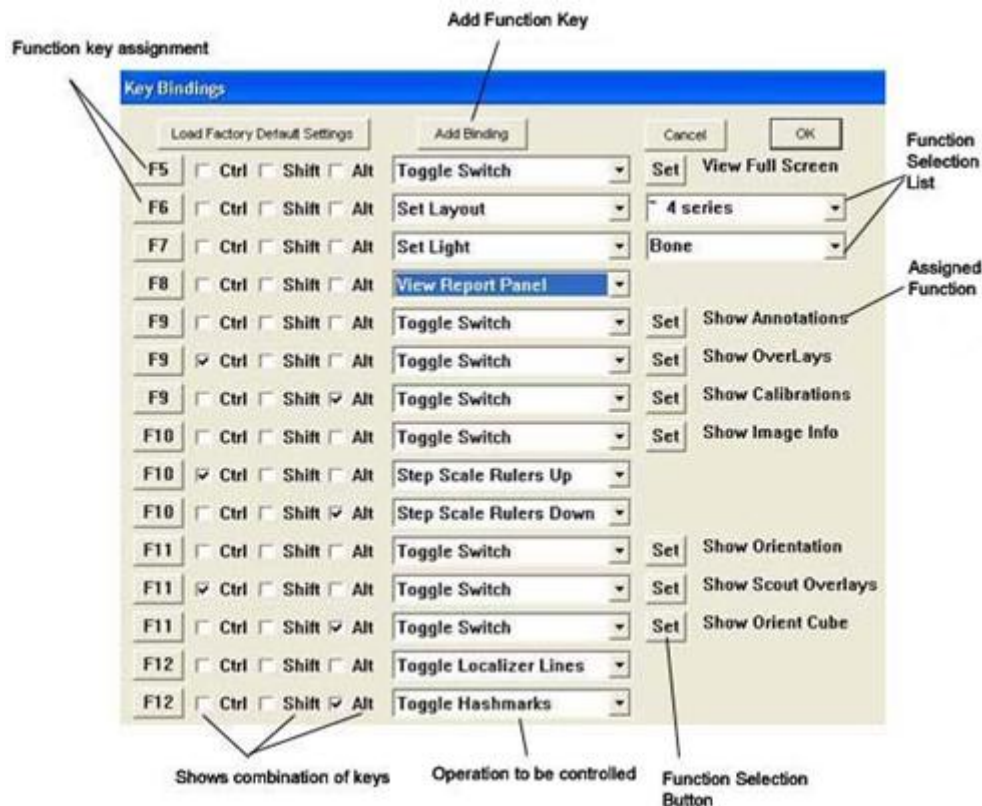 Add Function Key
Function key assignment
Key Bindings
Load Factory Default Settings Add Binding Cancel OK
Function
Selection
List
F5 Ctrl Shift Alt Toggle Switch Set View Full Screen
F6 Ctrl Shift Alt Set Layout ~ 4 series
F7 Ctrl Shift Alt Set Light Bone
F8 Ctrl Shift Alt View Report Panel
Assigned
Function
F9 Ctrl Shift Alt Toggle Switch Set Show Annotations
F9 Ctrl Shift Alt Toggle Switch Set Show OverLays
F9 Ctrl Shift Alt Toggle Switch Set Show Calibrations
F10 Ctrl Shift Alt Toggle Switch Set Show Image Info
F10 Ctrl Shift Alt Step Scale Rulers Up
F10 Ctrl Shift Alt Step Scale Rulers Down
F11 Ctrl Shift Alt Toggle Switch Set Show Orientation
F11 Ctrl Shift Alt Toggle Switch Set Show Scout Overlays
F11 Ctrl Shift Alt Toggle Switch Set Show Orient Cube
F12 Ctrl Shift Alt Toggle Localizer Lines
F12 Ctrl Shift Alt Toggle Hashmarks
Shows combination of keys
Operation to be controlled
Function Selection
Button